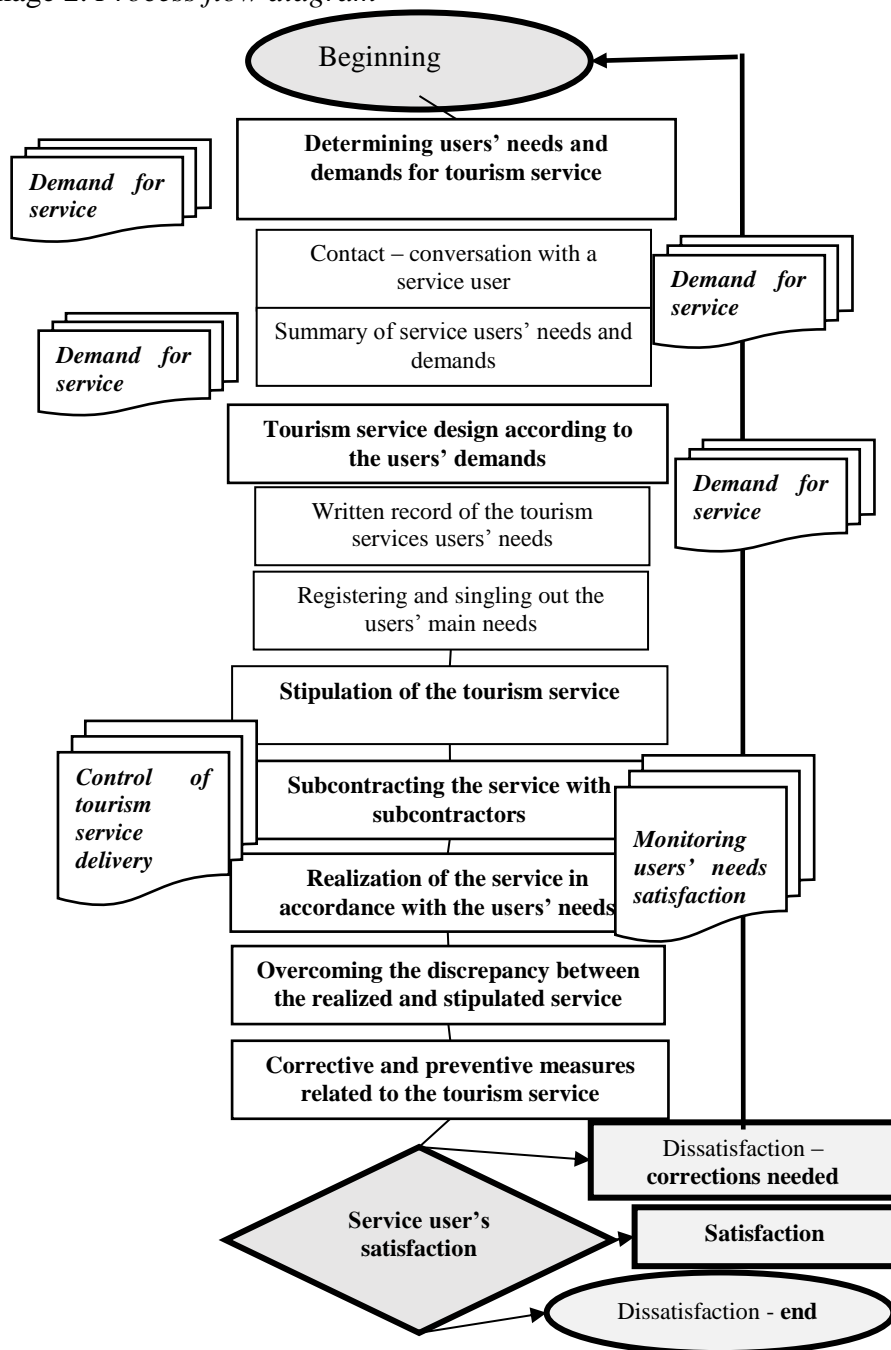 Process flow diagram
Beginning
Determining users’ needs and
demands for tourism service
Demand for
service
Contact – conversation with a
service user
Demand for
service
Summary of service users’ needs and
demands
Demand for
service
Tourism service design according to
the users’ demands
Demand for
service
Written record of the tourism
services users’ needs
Registering and singling out the
users’ main needs
Stipulation of the tourism service
Control of
tourism
service
delivery
Subcontracting the service with
subcontractors
Monitoring
users’ needs
satisfaction
Realization of the service in
accordance with the users’ needs
Overcoming the discrepancy between
the realized and stipulated service
Corrective and preventive measures
related to the tourism service
Dissatisfaction –
corrections needed
Service user’s
satisfaction
Satisfaction
Dissatisfaction - end